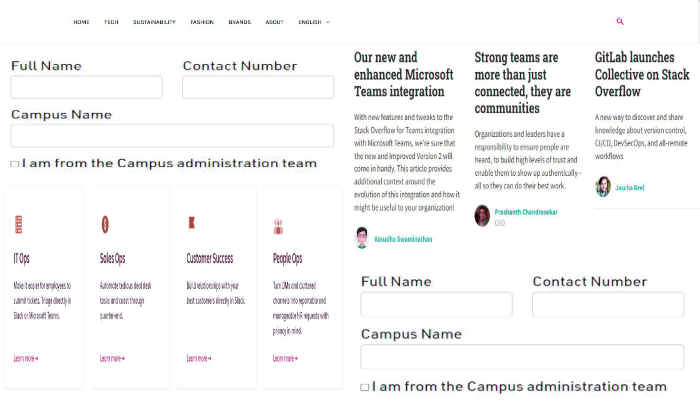 HOME TECH SUSTAINABILITY FASHION BRANDS ABOUT ENGLISH
Full Name Contact Number
Campus Name
I am from the Campus administration team
Our new and
enhanced Microsoft
Teams integration
With new features and tweaks to the
Stack Overflow for Teams integration
with Microsoft Teams, we're sure that
the new and improved Version 2 will
come in handy. This article provides
additional context around the
evolution of this integration and how it
might be useful to your organization!
Vasudha Swaminathan
Strong teams are
more than just
connected, they are
communities
Organizations and leaders have a
responsibility to ensure people are
heard, to build high levels of trust and
enable them to show up authentically—
all so they can do their best work.
Prashanth Chandrasekar
CEO
GitLab launches
Collective on Stack
Overflow
A new way to discover and share
knowledge about version control,
CI/CD, DevSecOps, and all-remote
workflows
Jascha Brel
IT Ops
Make it easier for employees to
submit tickets. Triage directly in
Slack or Microsoft Teams.
Learn more →
Sales Ops
Automate tedious deal desk
tasks and coast through
quarter-end.
Learn more →
Customer Success
Build relationships with your
best customers directly in Slack.
Learn more →
People Ops
Turn DMs and cluttered
channels into reportable and
manageable HR requests with
privacy in mind.
Learn more →
Full Name Contact Number
Campus Name
I am from the Campus administration team